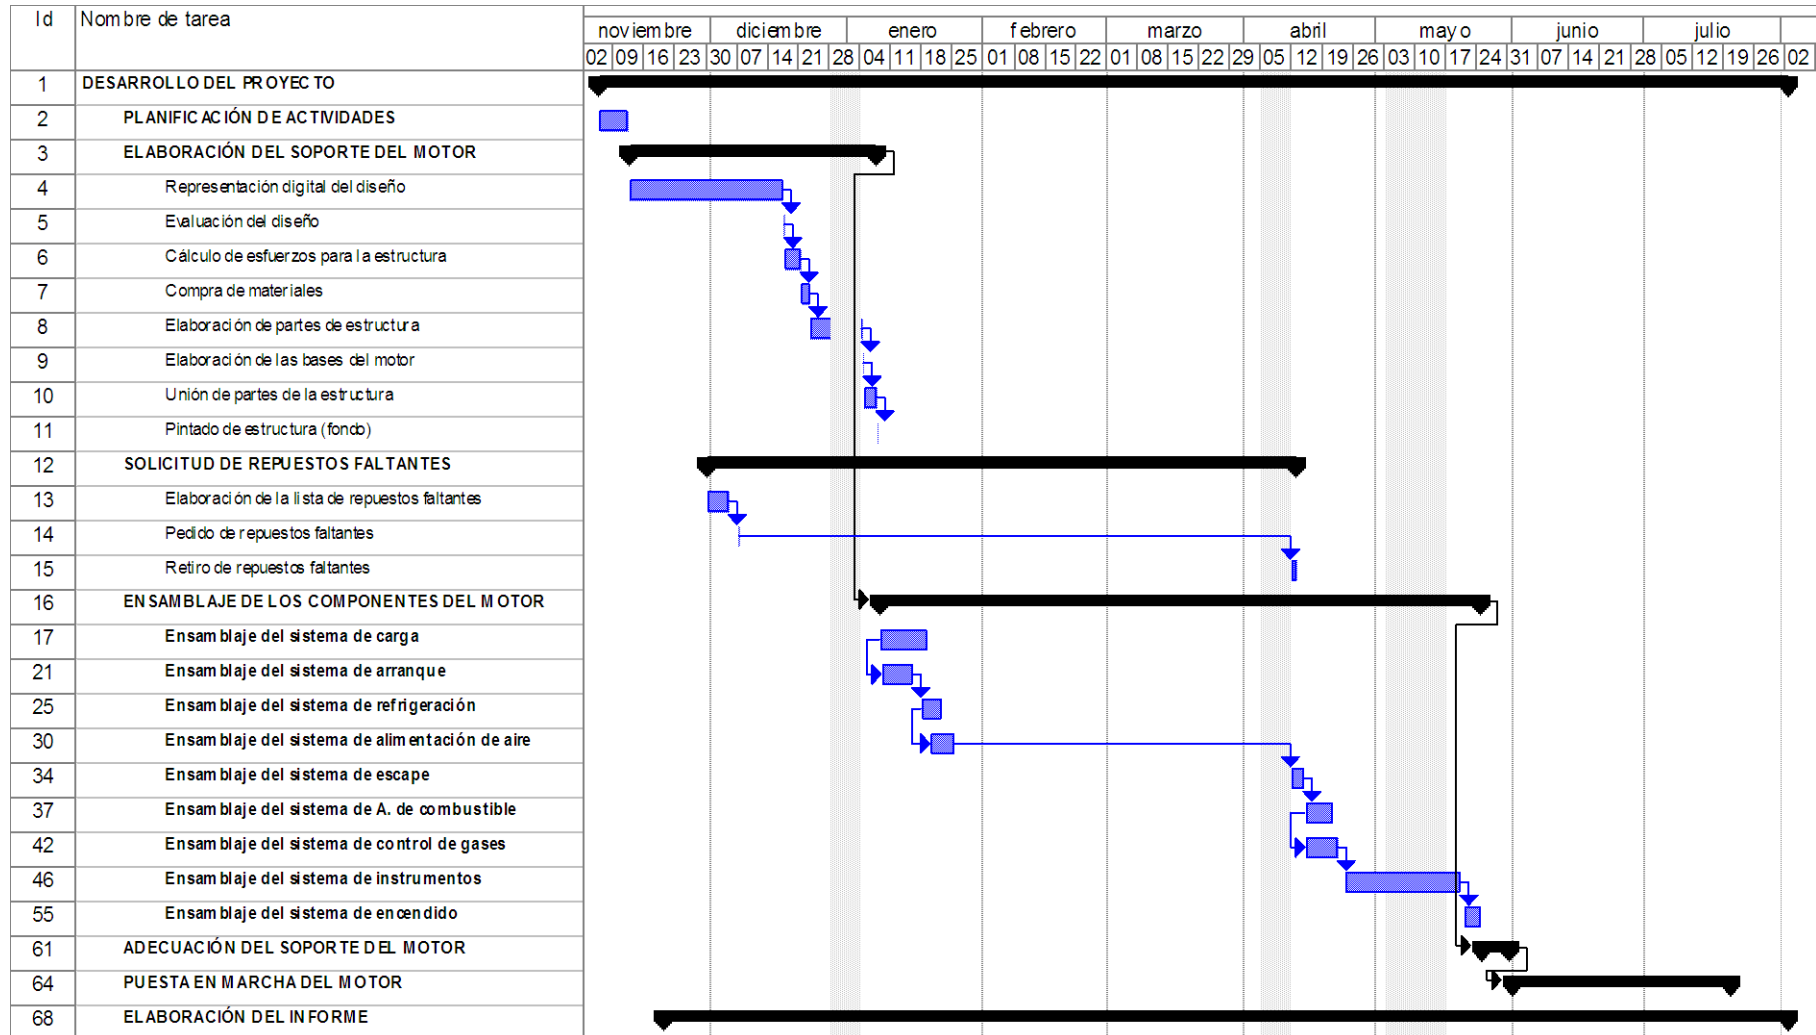 Id Nombre de tarea
noviembre diciembre enero febrero marzo abril mayo junio julio
02 09 16 23 30 07 14 21 28 04 11 18 25 01 08 15 22 01 08 15 22 29 05 12 19 26 03 10 17 24 31 07 14 21 28 05 12 19 26 02
1 DESARROLLO DEL PROYECTO
2 PLANIFICACIÓN DE ACTIVIDADES
3 ELABORACIÓN DEL SOPORTE DEL MOTOR
4 Representación digital del diseño
5 Evaluación del diseño
6 Cálculo de esfuerzos para la estructura
7 Compra de materiales
8 Elaboración de partes de estructura
9 Elaboración de las bases del motor
10 Unión de partes de la estructura
11 Pintado de estructura (fondo)
12 SOLICITUD DE REPUESTOS FALTANTES
13 Elaboración de la lista de repuestos faltantes
14 Pedido de repuestos faltantes
15 Retiro de repuestos faltantes
16 ENSAMBLAJE DE LOS COMPONENTES DEL MOTOR
17 Ensamblaje del sistema de carga
21 Ensamblaje del sistema de arranque
25 Ensamblaje del sistema de refrigeración
30 Ensamblaje del sistema de alimentación de aire
34 Ensamblaje del sistema de escape
37 Ensamblaje del sistema de A. de combustible
42 Ensamblaje del sistema de control de gases
46 Ensamblaje del sistema de instrumentos
55 Ensamblaje del sistema de encendido
61 ADECUACIÓN DEL SOPORTE DEL MOTOR
64 PUESTA EN MARCHA DEL MOTOR
68 ELABORACIÓN DEL INFORME